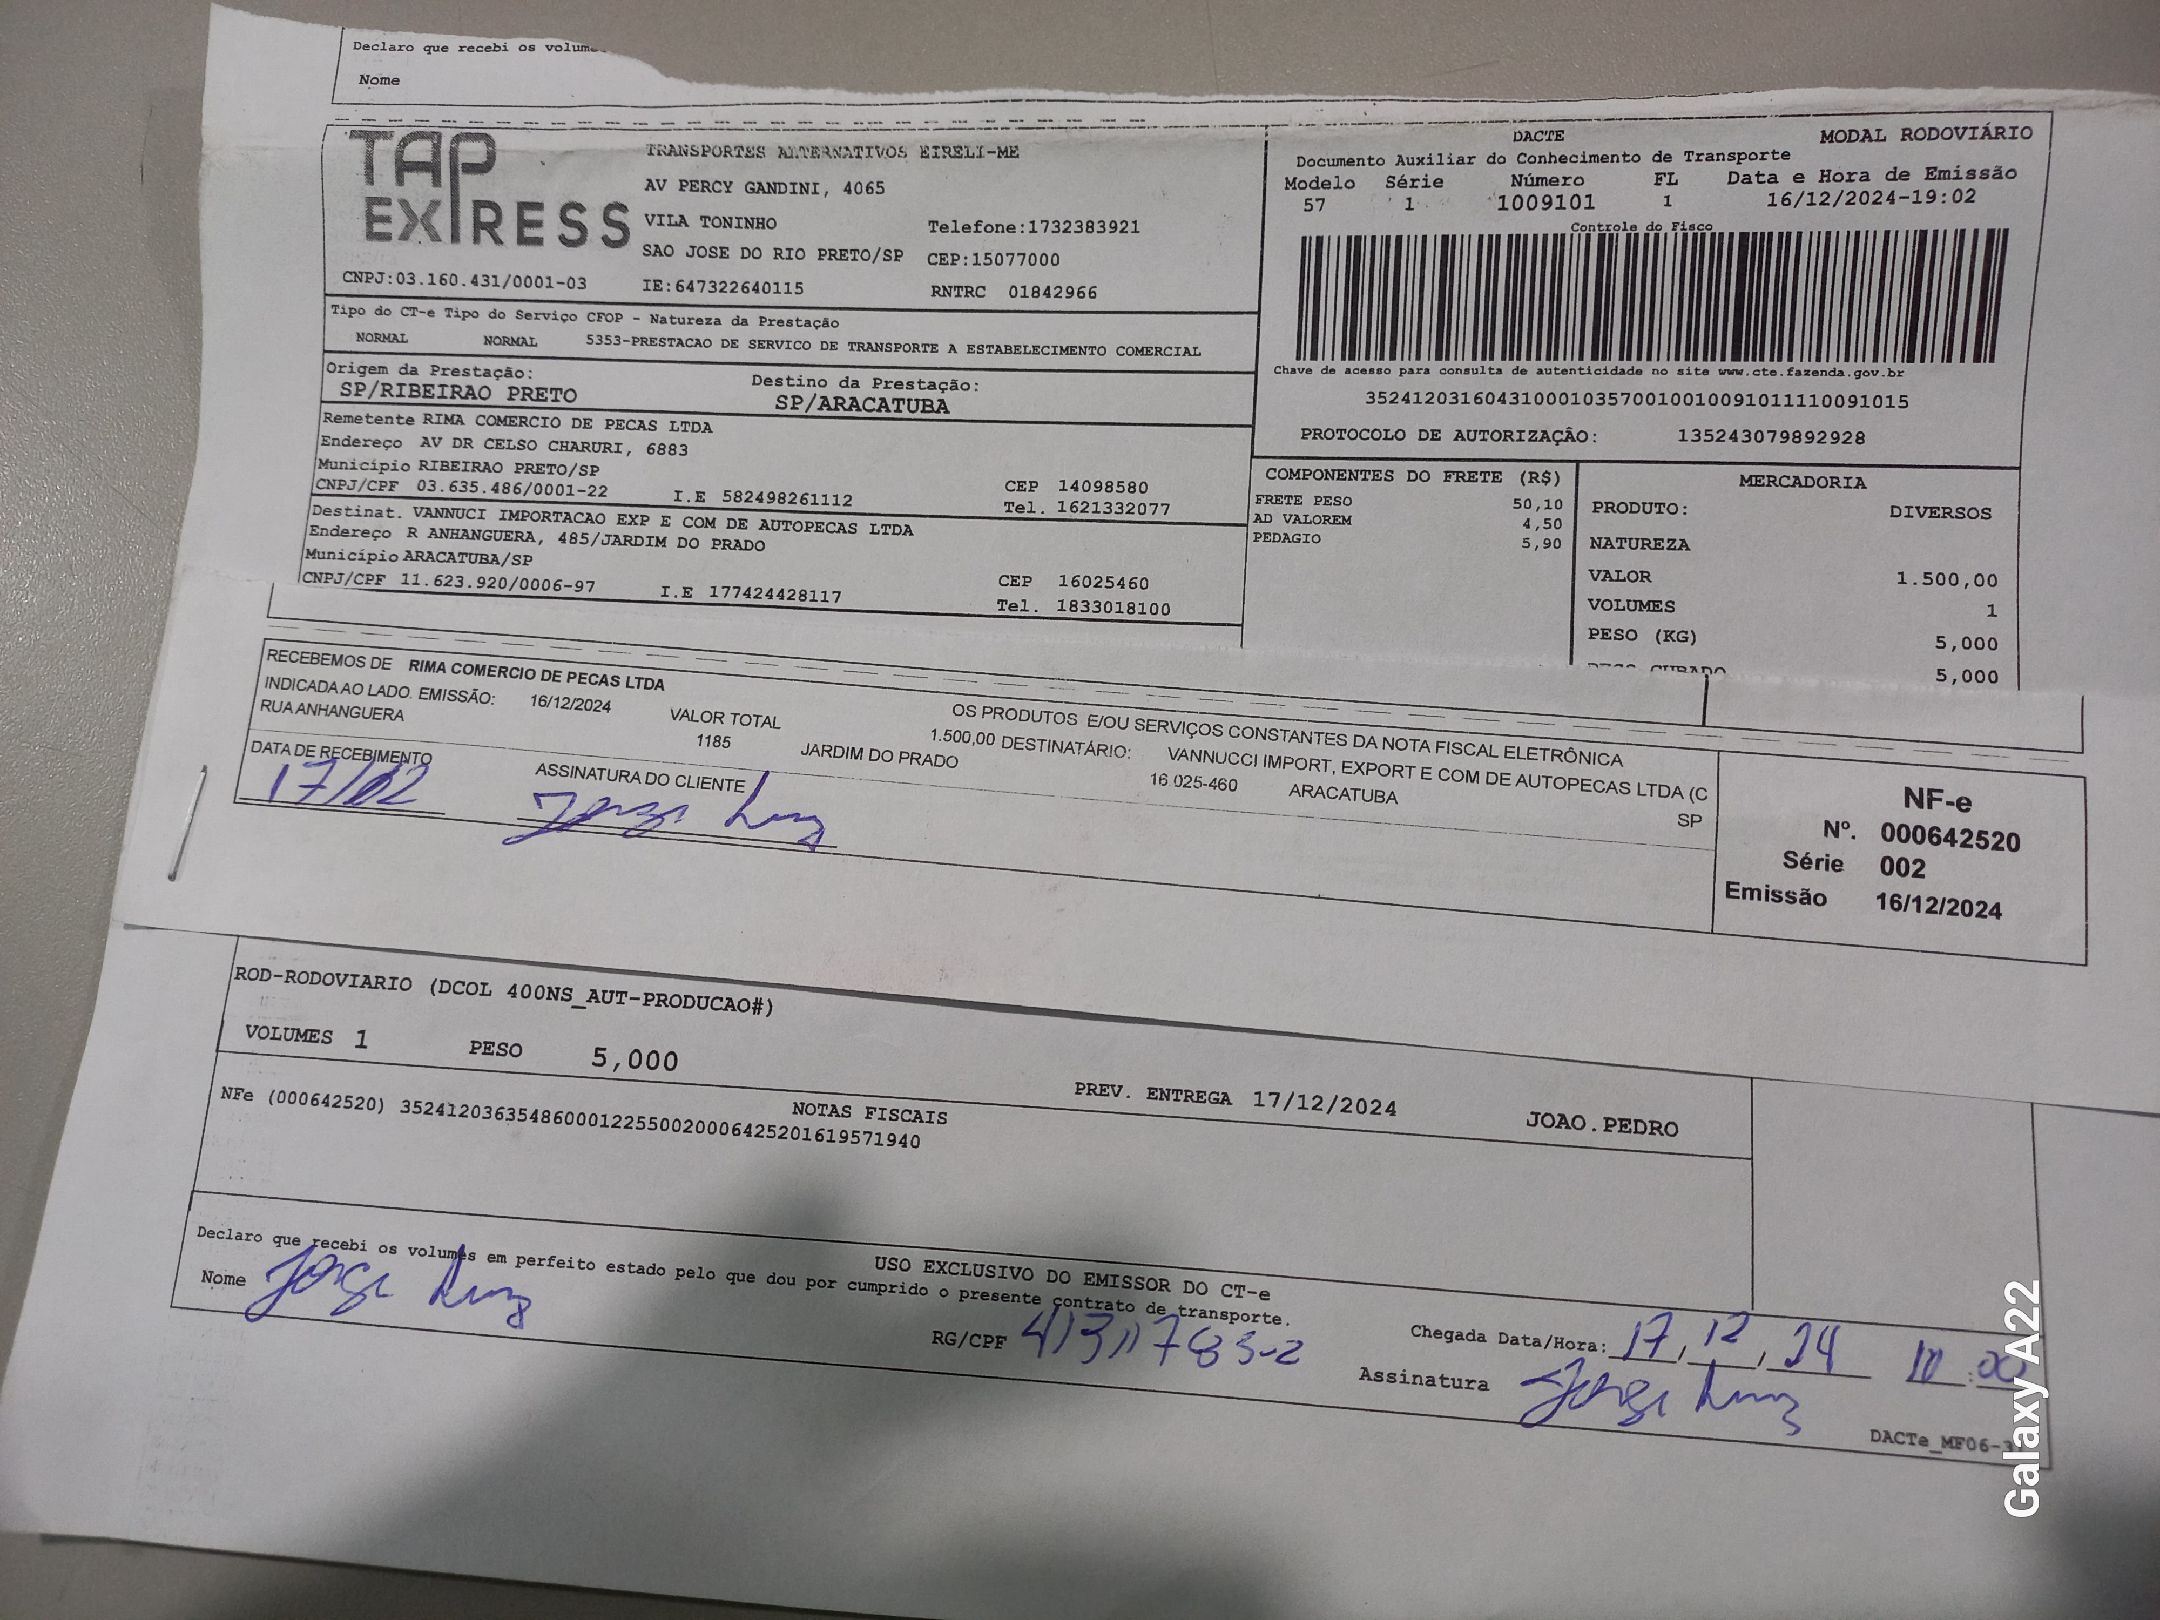 Declaro que recebi os volum
Nome
TAP EXPRESS
TRANSPORTES ALTERNATIVOS EIRELI-ME
AV PERCY GANDINI, 4065
VILA TONINHO Telefone:1732383921
SAO JOSE DO RIO PRETO/SP CEP:15077000
CNPJ:03.160.431/0001-03 IE:647322640115 RNTRC 01842966
DACTE MODAL RODOVIÁRIO
Documento Auxiliar do Conhecimento de Transporte
Modelo Série Número FL Data e Hora de Emissão
57 1 1009101 1 16/12/2024-19:02
Controle do Fisco
Chave de acesso para consulta de autenticidade no site www.cte.fazenda.gov.br
35241203160431000103570010010091011110091015
PROTOCOLO DE AUTORIZAÇÃO: 135243079892928
Tipo do CT-e Tipo do Serviço CFOP - Natureza da Prestação
NORMAL NORMAL 5353-PRESTACAO DE SERVICO DE TRANSPORTE A ESTABELECIMENTO COMERCIAL
Origem da Prestação: Destino da Prestação:
SP/RIBEIRAO PRETO SP/ARACATUBA
Remetente RIMA COMERCIO DE PECAS LTDA
Endereço AV DR CELSO CHARURI, 6883
Município RIBEIRAO PRETO/SP CEP 14098580
CNPJ/CPF 03.635.486/0001-22 I.E 582498261112 Tel. 1621332077
Destinat. VANNUCI IMPORTACAO EXP E COM DE AUTOPECAS LTDA
Endereço R ANHANGUERA, 485/JARDIM DO PRADO
Município ARACATUBA/SP CEP 16025460
CNPJ/CPF 11.623.920/0006-97 I.E 177424428117 Tel. 1833018100
COMPONENTES DO FRETE (R$)
FRETE PESO 50,10
AD VALOREM 4,50
PEDAGIO 5,90
MERCADORIA
PRODUTO: DIVERSOS
NATUREZA
VALOR 1.500,00
VOLUMES 1
PESO (KG) 5,000
5,000
RECEBEMOS DE RIMA COMERCIO DE PECAS LTDA OS PRODUTOS E/OU SERVIÇOS CONSTANTES DA NOTA FISCAL ELETRÔNICA
INDICADA AO LADO. EMISSÃO: 16/12/2024 VALOR TOTAL 1.500,00 DESTINATÁRIO: VANNUCCI IMPORT, EXPORT E COM DE AUTOPECAS LTDA (C
RUA ANHANGUERA 1185 JARDIM DO PRADO 16.025-460 ARACATUBA SP
DATA DE RECEBIMENTO ASSINATURA DO CLIENTE
17/12 Jorge Luiz
NF-e
Nº. 000642520
Série 002
Emissão 16/12/2024
ROD-RODOVIARIO (DCOL 400NS_AUT-PRODUCAO#)
VOLUMES 1 PESO 5,000 PREV. ENTREGA 17/12/2024 JOAO.PEDRO
NOTAS FISCAIS
NFe (000642520) 35241203635486000122550020006425201619571940
USO EXCLUSIVO DO EMISSOR DO CT-e
Declaro que recebi os volumes em perfeito estado pelo que dou por cumprido o presente contrato de transporte.
Nome Jorge Luiz RG/CPF Chegada Data/Hora: 17, 12, 24 10:00
Assinatura Jorge Luiz
DACTe_MF06-3
Galaxy A22